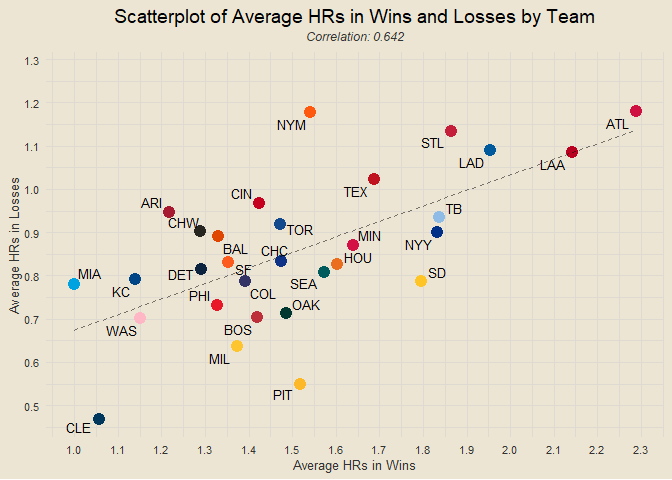 Scatterplot of Average HRs in Wins and Losses by Team
Correlation: 0.642
1.3
1.2
1.1
1.0
0.9
0.8
0.7
0.6
0.5
Average HRs in Losses
ATL
NYM
STL
LAD
LAA
TEX
CIN
ARI
CHW
TOR
TB
MIN
NYY
BAL
CHC
HOU
MIA
DET
SF
SD
KC
SEA
PHI
COL
OAK
WAS
BOS
MIL
PIT
CLE
1.0 1.1 1.2 1.3 1.4 1.5 1.6 1.7 1.8 1.9 2.0 2.1 2.2 2.3
Average HRs in Wins